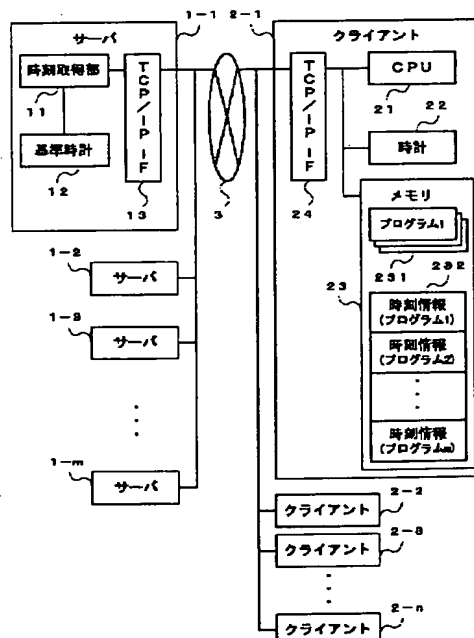 1-1
2-1
サーバ
時刻取得部
11
基準時計
12
TCP/IP IF
13
3
クライアント
TCP/IP IF
24
CPU
21
22
時計
メモリ
プログラム1
231
232
23
時刻情報
(プログラム1)
時刻情報
(プログラム2)
・
・
・
時刻情報
(プログラムm)
1-2
サーバ
1-3
サーバ
・
・
・
1-m
サーバ
クライアント
2-2
クライアント
2-3
・
・
・
クライアント
2-n